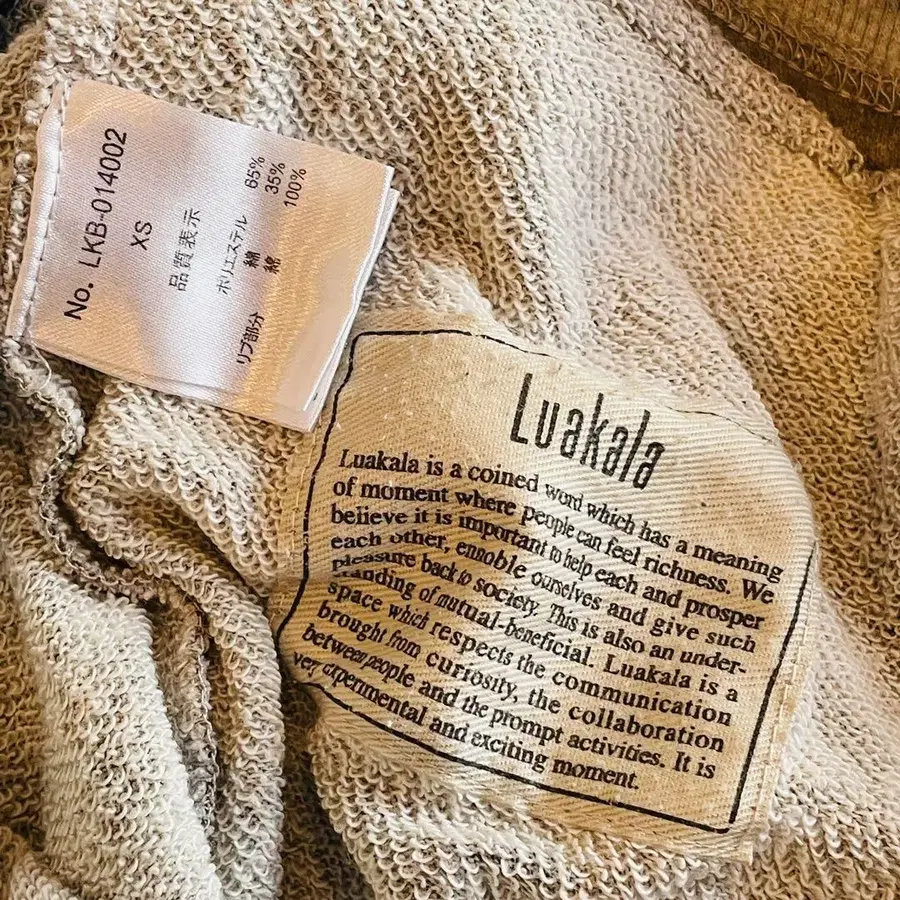 No. LKB-014002
XS
品質表示
ポリエステル 65%
綿 35%
リブ部分 綿 100%
Luakala
Luakala is a coined word which has a meaning
of moment where people can feel richness. We
believe it is important to help each and prosper
each other, ennoble ourselves and give such
pleasure back to society. This is also an under-
standing of mutual-beneficial. Luakala is a
space which respects the communication
brought from curiosity, the collaboration
between people and the prompt activities. It is
very experimental and exciting moment.